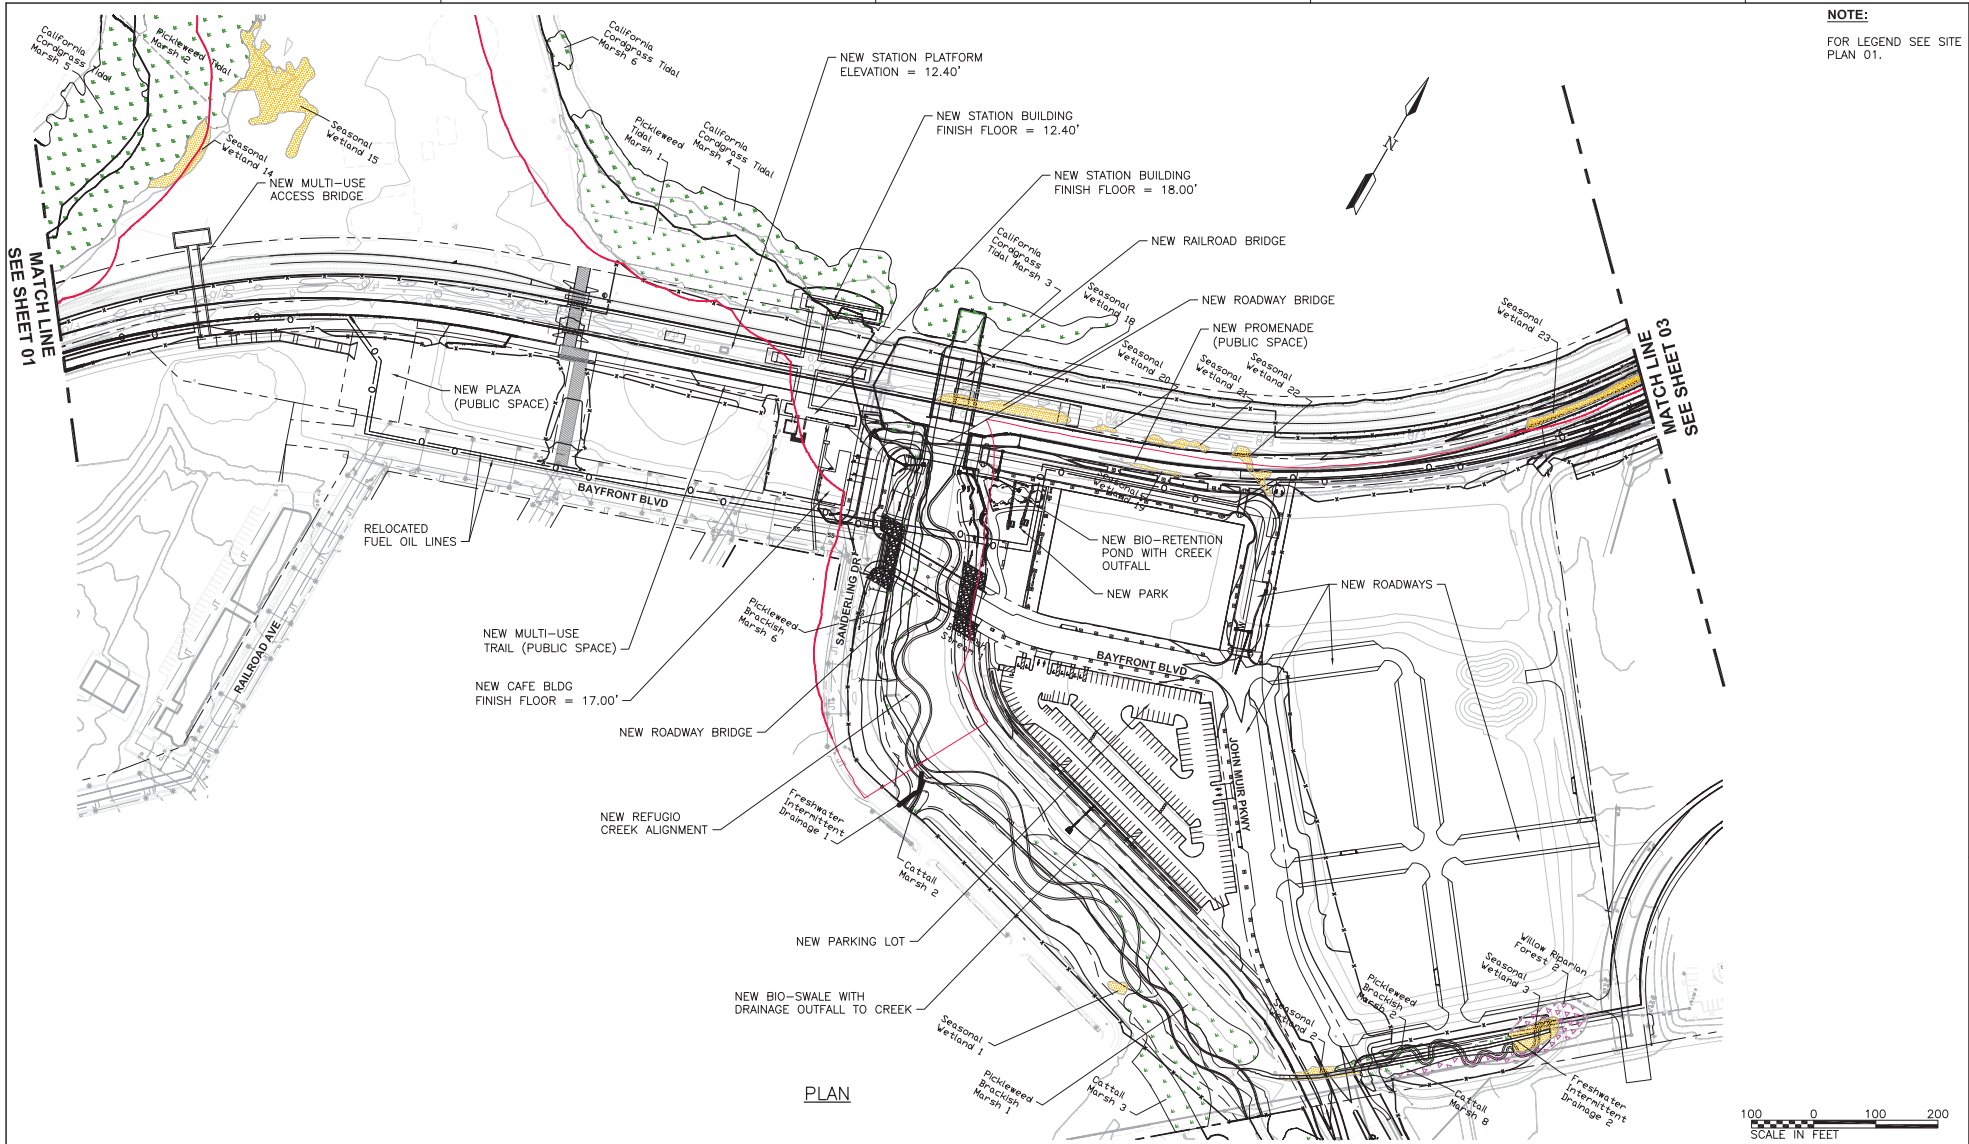 NOTE:
FOR LEGEND SEE SITE
PLAN 01.
California
Cordgrass Tidal
Marsh 5
Pickleweed Tidal
Marsh 2
California
Cordgrass Tidal
Marsh 6
NEW STATION PLATFORM
ELEVATION = 12.40'
NEW STATION BUILDING
FINISH FLOOR = 12.40'
Pickleweed
Tidal
Marsh 1
California
Cordgrass Tidal
Marsh 4
Seasonal
Wetland 15
Seasonal
Wetland 14
NEW MULTI-USE
ACCESS BRIDGE
NEW STATION BUILDING
FINISH FLOOR = 18.00'
N
MATCH LINE
SEE SHEET 01
California
Cordgrass
Tidal Marsh 3
NEW RAILROAD BRIDGE
Seasonal
Wetland 18
NEW ROADWAY BRIDGE
NEW PROMENADE
(PUBLIC SPACE)
Seasonal
Wetland 20
Seasonal
Wetland 21
Seasonal
Wetland 22
Seasonal
Wetland 23
MATCH LINE
SEE SHEET 03
NEW PLAZA
(PUBLIC SPACE)
Seasonal
Wetland 19
BAYFRONT BLVD
RELOCATED
FUEL OIL LINES
NEW BIO-RETENTION
POND WITH CREEK
OUTFALL
NEW PARK
NEW ROADWAYS
SANDERLING DR
Pickleweed
Brackish
Marsh 6
RAILROAD AVE
NEW MULTI-USE
TRAIL (PUBLIC SPACE)
BAYFRONT BLVD
NEW CAFE BLDG
FINISH FLOOR = 17.00'
NEW ROADWAY BRIDGE
JOHN MUIR PKWY
Freshwater
Intermittent
Drainage 1
NEW REFUGIO
CREEK ALIGNMENT
Cattail
Marsh 2
NEW PARKING LOT
NEW BIO-SWALE WITH
DRAINAGE OUTFALL TO CREEK
Willow Riparian
Forest 2
Seasonal
Wetland 3
Pickleweed
Brackish
Marsh 2
Seasonal
Wetland 2
Seasonal
Wetland 1
Pickleweed
Brackish
Marsh 1
Cattail
Marsh 3
Cattail
Marsh 8
Freshwater
Intermittent
Drainage 2
PLAN
100 0 100 200
SCALE IN FEET